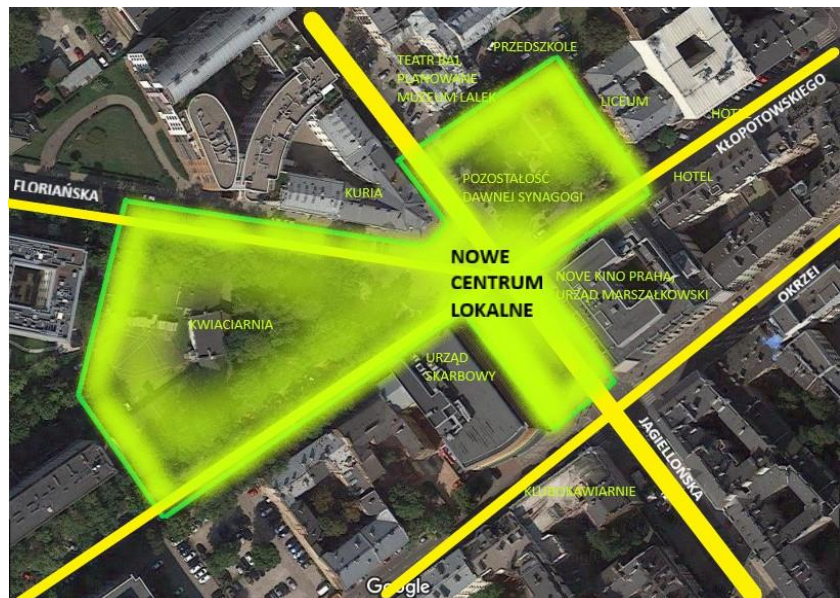 PRZEDSZKOLE
TEATR BAJ,
PLANOWANE
MUZEUM LALEK
LICEUM
HOTEL
KŁOPOTOWSKIEGO
HOTEL
FLORIAŃSKA
KURIA
POZOSTAŁOŚĆ
DAWNEJ SYNAGOGI
NOWE
CENTRUM
LOKALNE
NOVE KINO PRAHA,
URZĄD MARSZAŁKOWSKI
OKRZEI
KWIACIARNIA
URZĄD
SKARBOWY
JAGIELLOŃSKA
KLUBOKAWIARNIE
Google